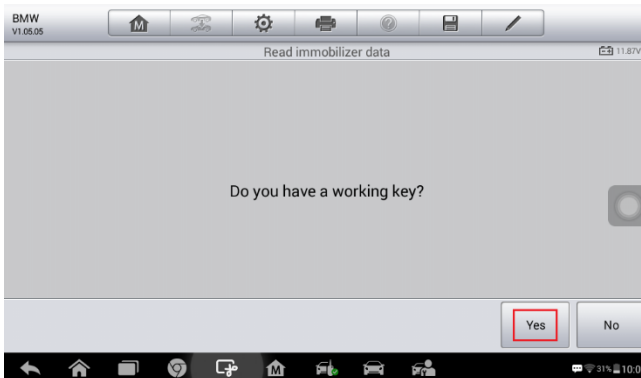 BMW
V1.05.05
Read immobilizer data
11.87V
Do you have a working key?
Yes
No
31%